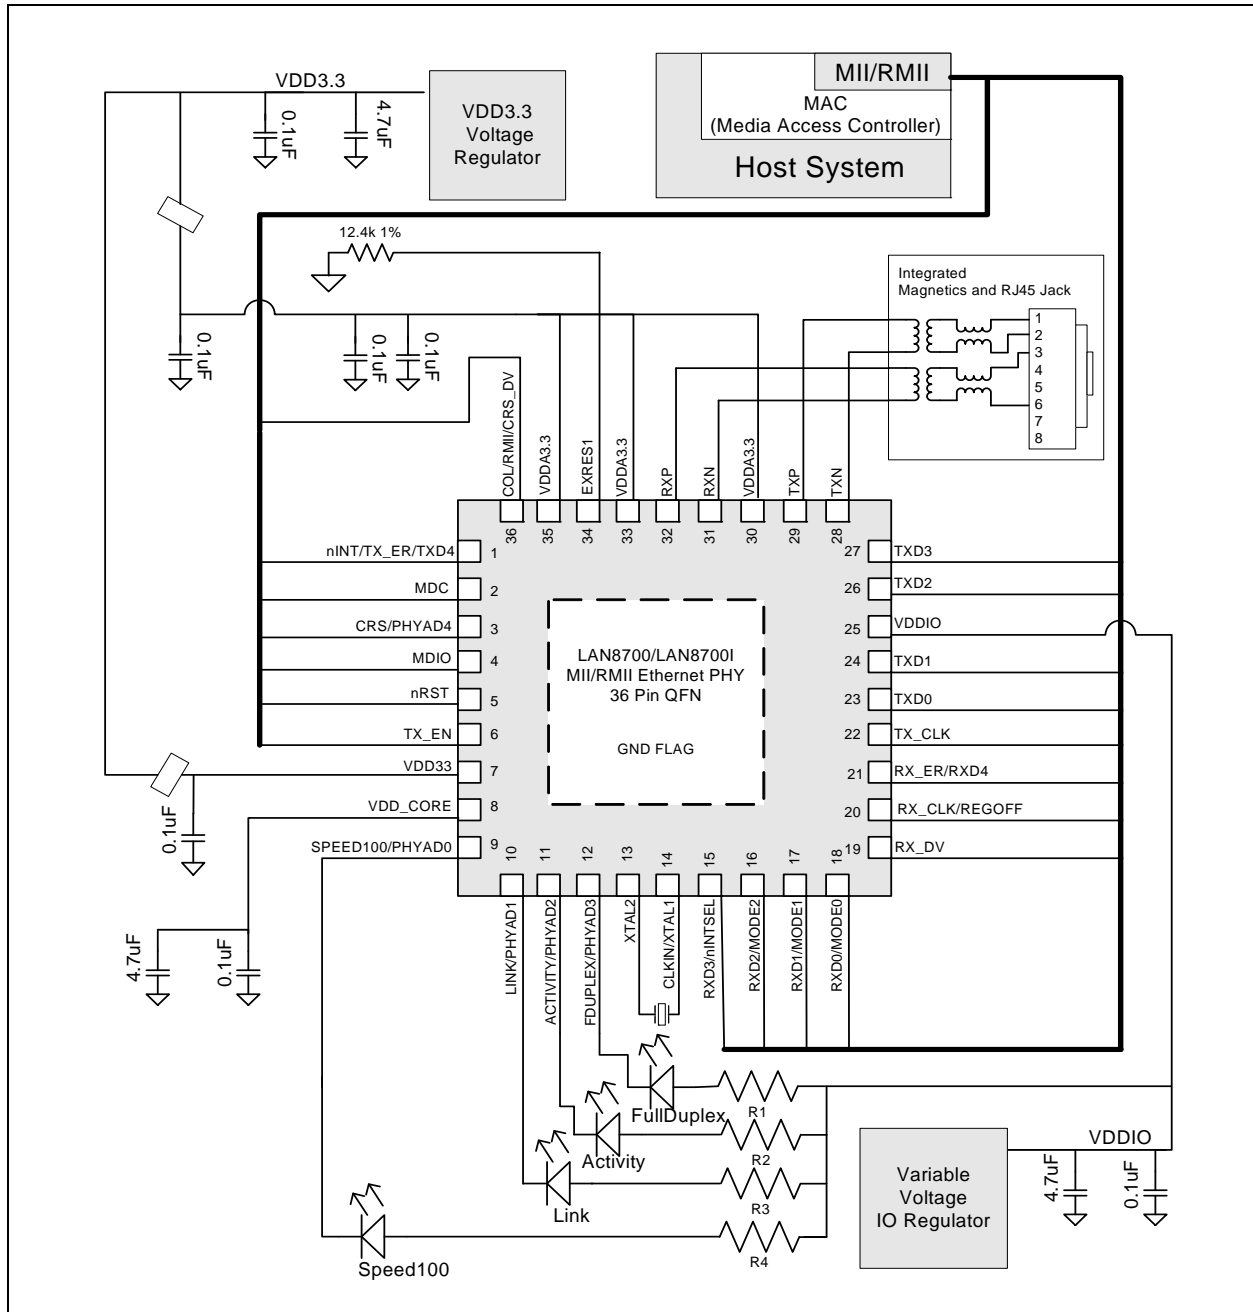 VDD3.3
0.1uF
4.7uF
VDD3.3
Voltage
Regulator
MII/RMII
MAC
(Media Access Controller)
Host System
12.4k 1%
0.1uF
0.1uF
0.1uF
Integrated
Magnetics and RJ45 Jack
1
2
3
4
5
6
7
8
COL/RMII/CRS_DV
VDDA3.3
EXRES1
VDDA3.3
RXP
RXN
VDDA3.3
TXP
TXN
36
35
34
33
32
31
30
29
28
nINT/TX_ER/TXD4
1
MDC
2
CRS/PHYAD4
3
MDIO
4
nRST
5
TX_EN
6
VDD33
7
VDD_CORE
8
SPEED100/PHYAD0
9
LAN8700/LAN8700I
MII/RMII Ethernet PHY
36 Pin QFN
GND FLAG
27
TXD3
26
TXD2
25
VDDIO
24
TXD1
23
TXD0
22
TX_CLK
21
RX_ER/RXD4
20
RX_CLK/REGOFF
19
RX_DV
10
11
12
13
14
15
16
17
18
LINK/PHYAD1
ACTIVITY/PHYAD2
FDUPLEX/PHYAD3
XTAL2
CLKIN/XTAL1
RXD3/nINTSEL
RXD2/MODE2
RXD1/MODE1
RXD0/MODE0
0.1uF
4.7uF
0.1uF
FullDuplex
R1
Activity
R2
Link
R3
Speed100
R4
Variable
Voltage
IO Regulator
VDDIO
4.7uF
0.1uF